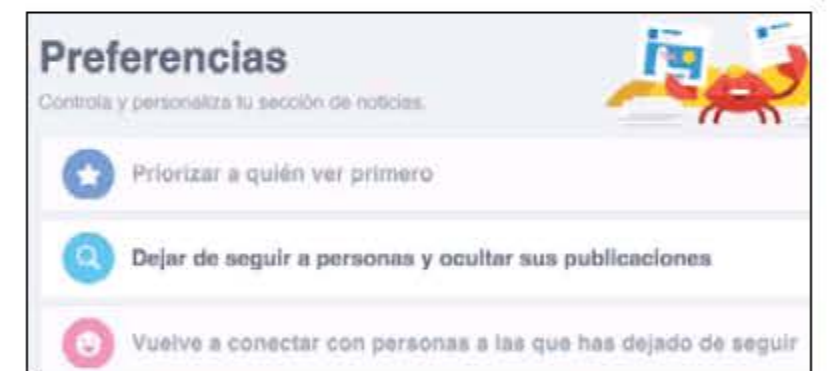 Preferencias
Controla y personaliza tu sección de noticias.
Priorizar a quién ver primero
Dejar de seguir a personas y ocultar sus publicaciones
Vuelve a conectar con personas a las que has dejado de seguir